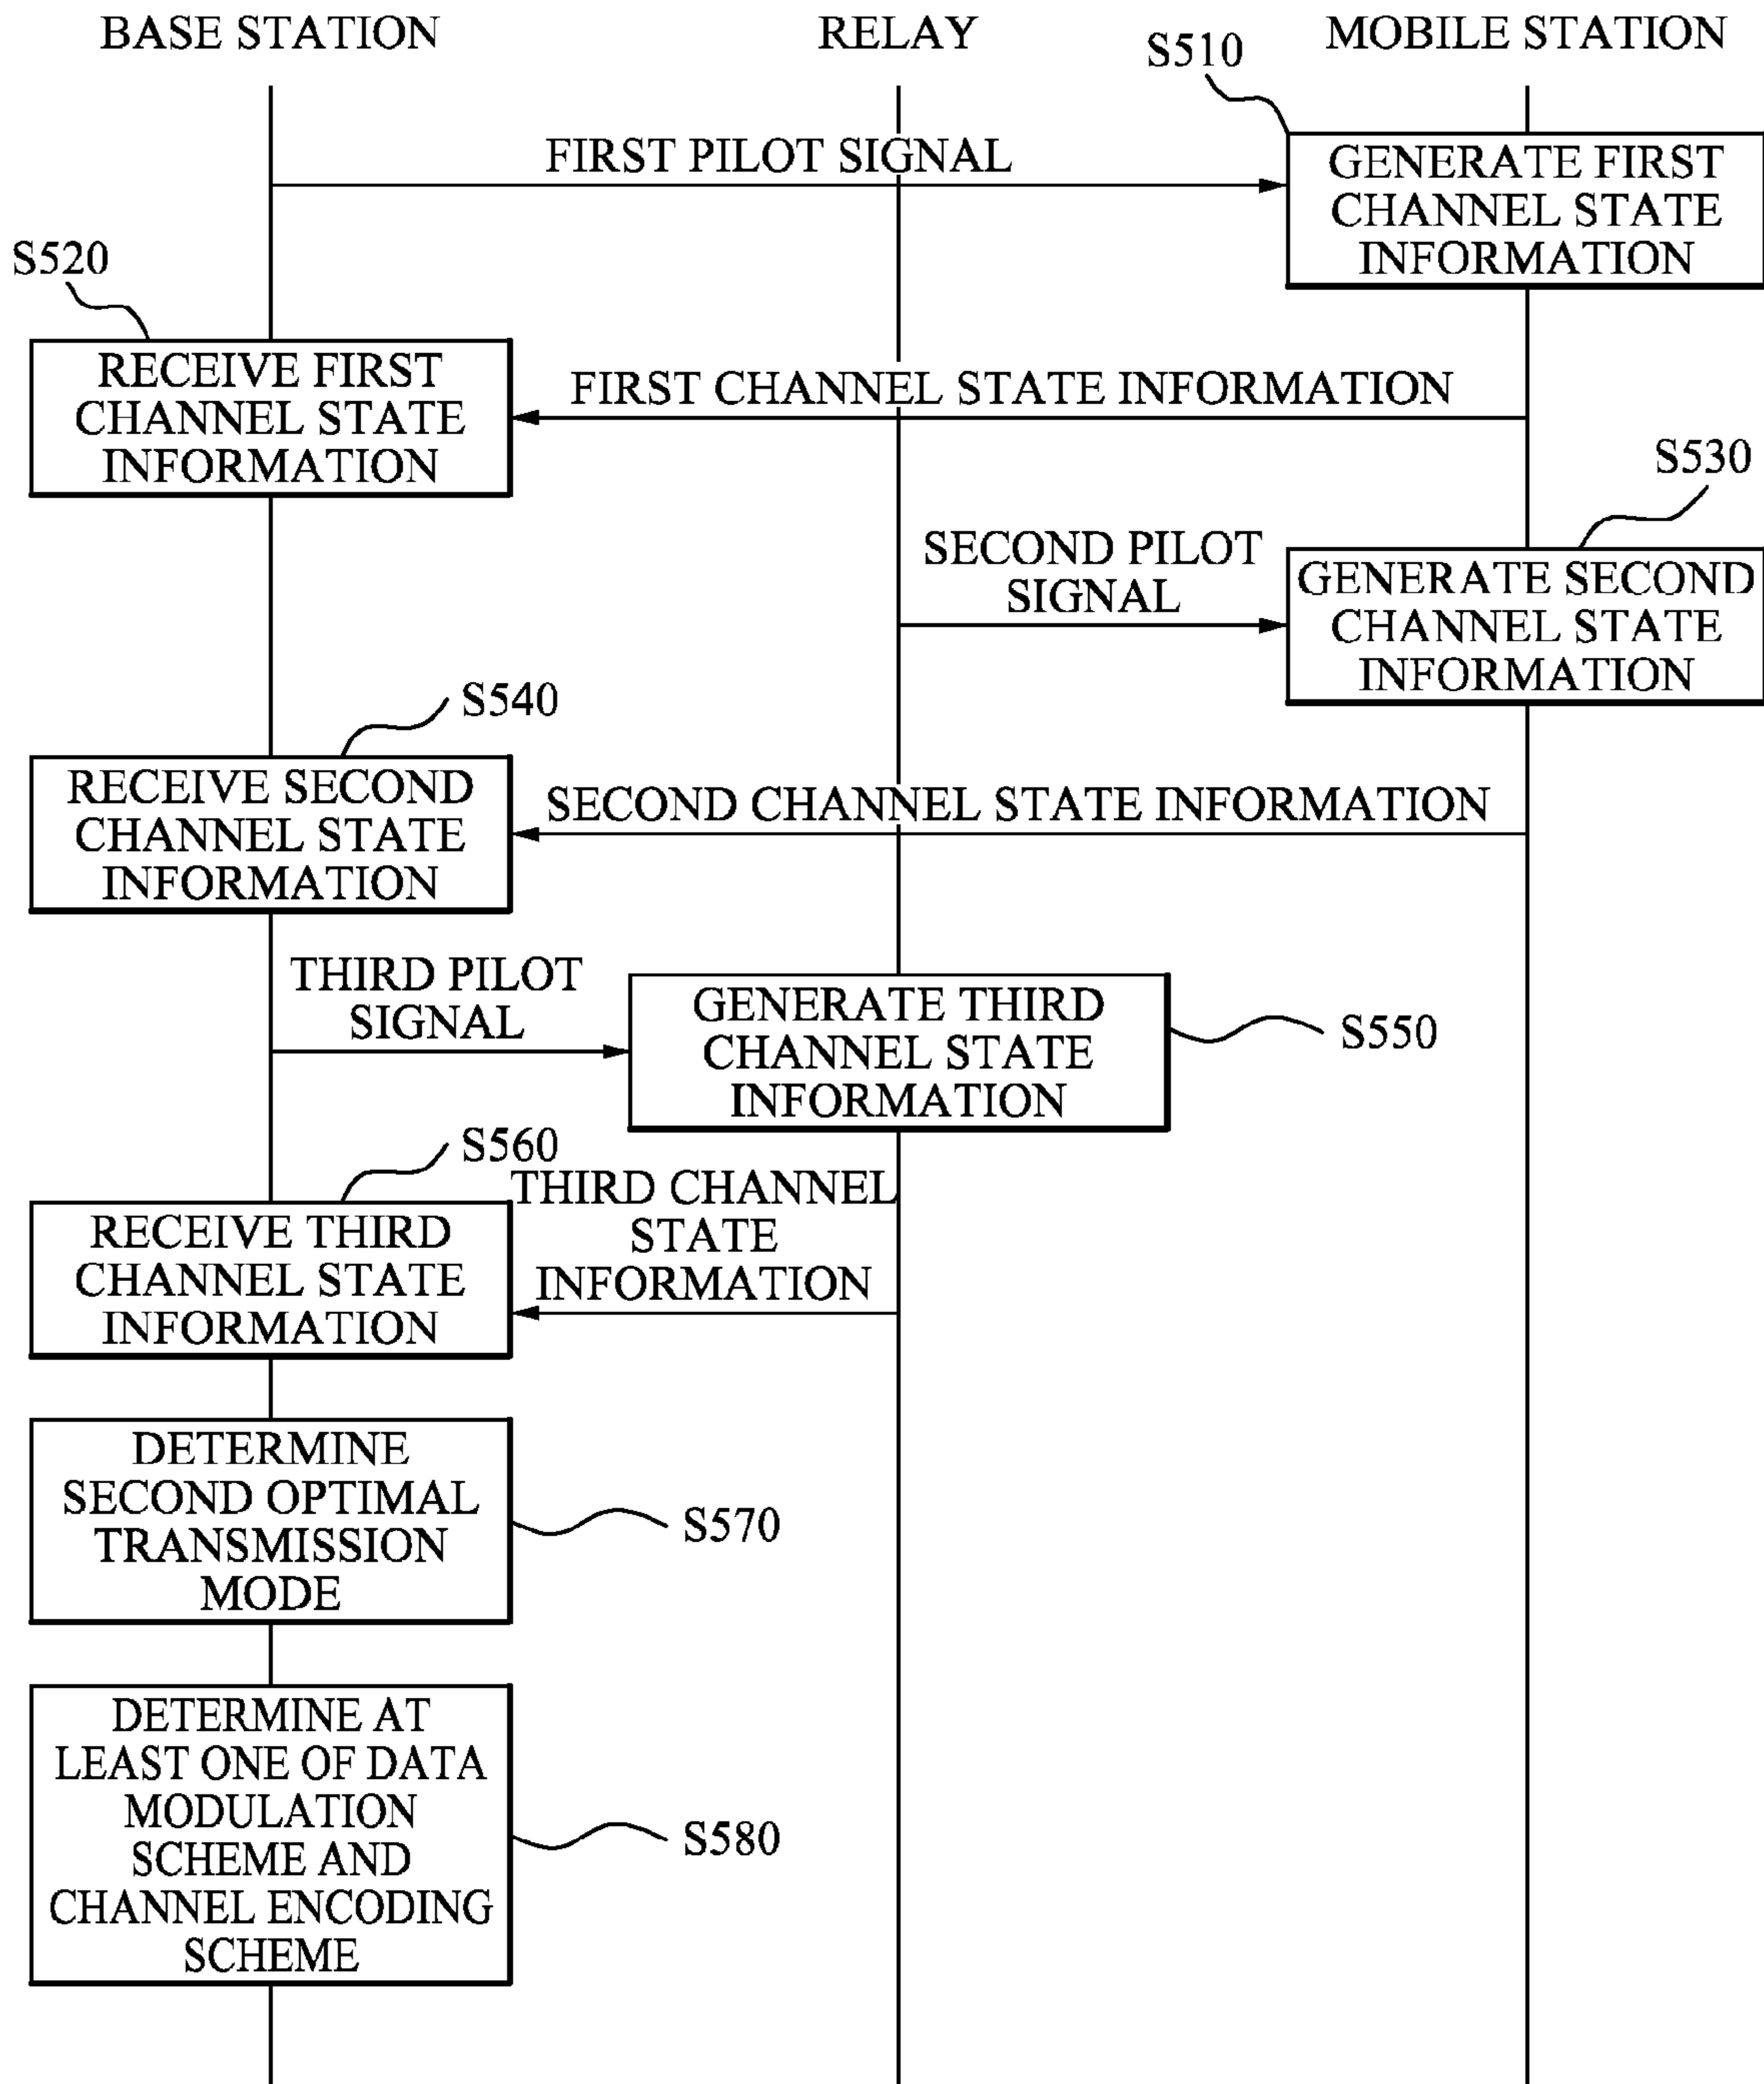 BASE STATION
RELAY
MOBILE STATION
S510
FIRST PILOT SIGNAL
GENERATE FIRST
CHANNEL STATE
INFORMATION
S520
RECEIVE FIRST
CHANNEL STATE
INFORMATION
FIRST CHANNEL STATE INFORMATION
S530
SECOND PILOT
SIGNAL
GENERATE SECOND
CHANNEL STATE
INFORMATION
S540
RECEIVE SECOND
CHANNEL STATE
INFORMATION
SECOND CHANNEL STATE INFORMATION
THIRD PILOT
SIGNAL
GENERATE THIRD
CHANNEL STATE
INFORMATION
S550
S560
THIRD CHANNEL
STATE
INFORMATION
RECEIVE THIRD
CHANNEL STATE
INFORMATION
DETERMINE
SECOND OPTIMAL
TRANSMISSION
MODE
S570
DETERMINE AT
LEAST ONE OF DATA
MODULATION
SCHEME AND
CHANNEL ENCODING
SCHEME
S580